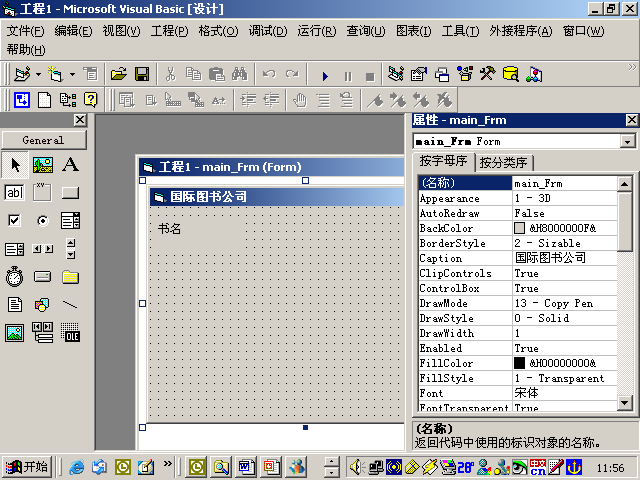 工程1 - Microsoft Visual Basic [设计]
文件(F) 编辑(E) 视图(V) 工程(P) 格式(O) 调试(D) 运行(R) 查询(U) 图表(I) 工具(T) 外接程序(A) 窗口(W)
帮助(H)
General
A
ab
xy
OLE
工程1 - main_Frm (Form)
国际图书公司
书名
属性 - main_Frm
main_Frm Form
按字母序 按分类序
(名称) main_Frm
Appearance 1 - 3D
AutoRedraw False
BackColor &H8000000F&
BorderStyle 2 - Sizable
Caption 国际图书公司
ClipControls True
ControlBox True
DrawMode 13 - Copy Pen
DrawStyle 0 - Solid
DrawWidth 1
Enabled True
FillColor &H00000000&
FillStyle 1 - Transparent
Font 宋体
FontTransparent True
(名称)
返回代码中使用的标识对象的名称。
开始 » 28° 中 11:56